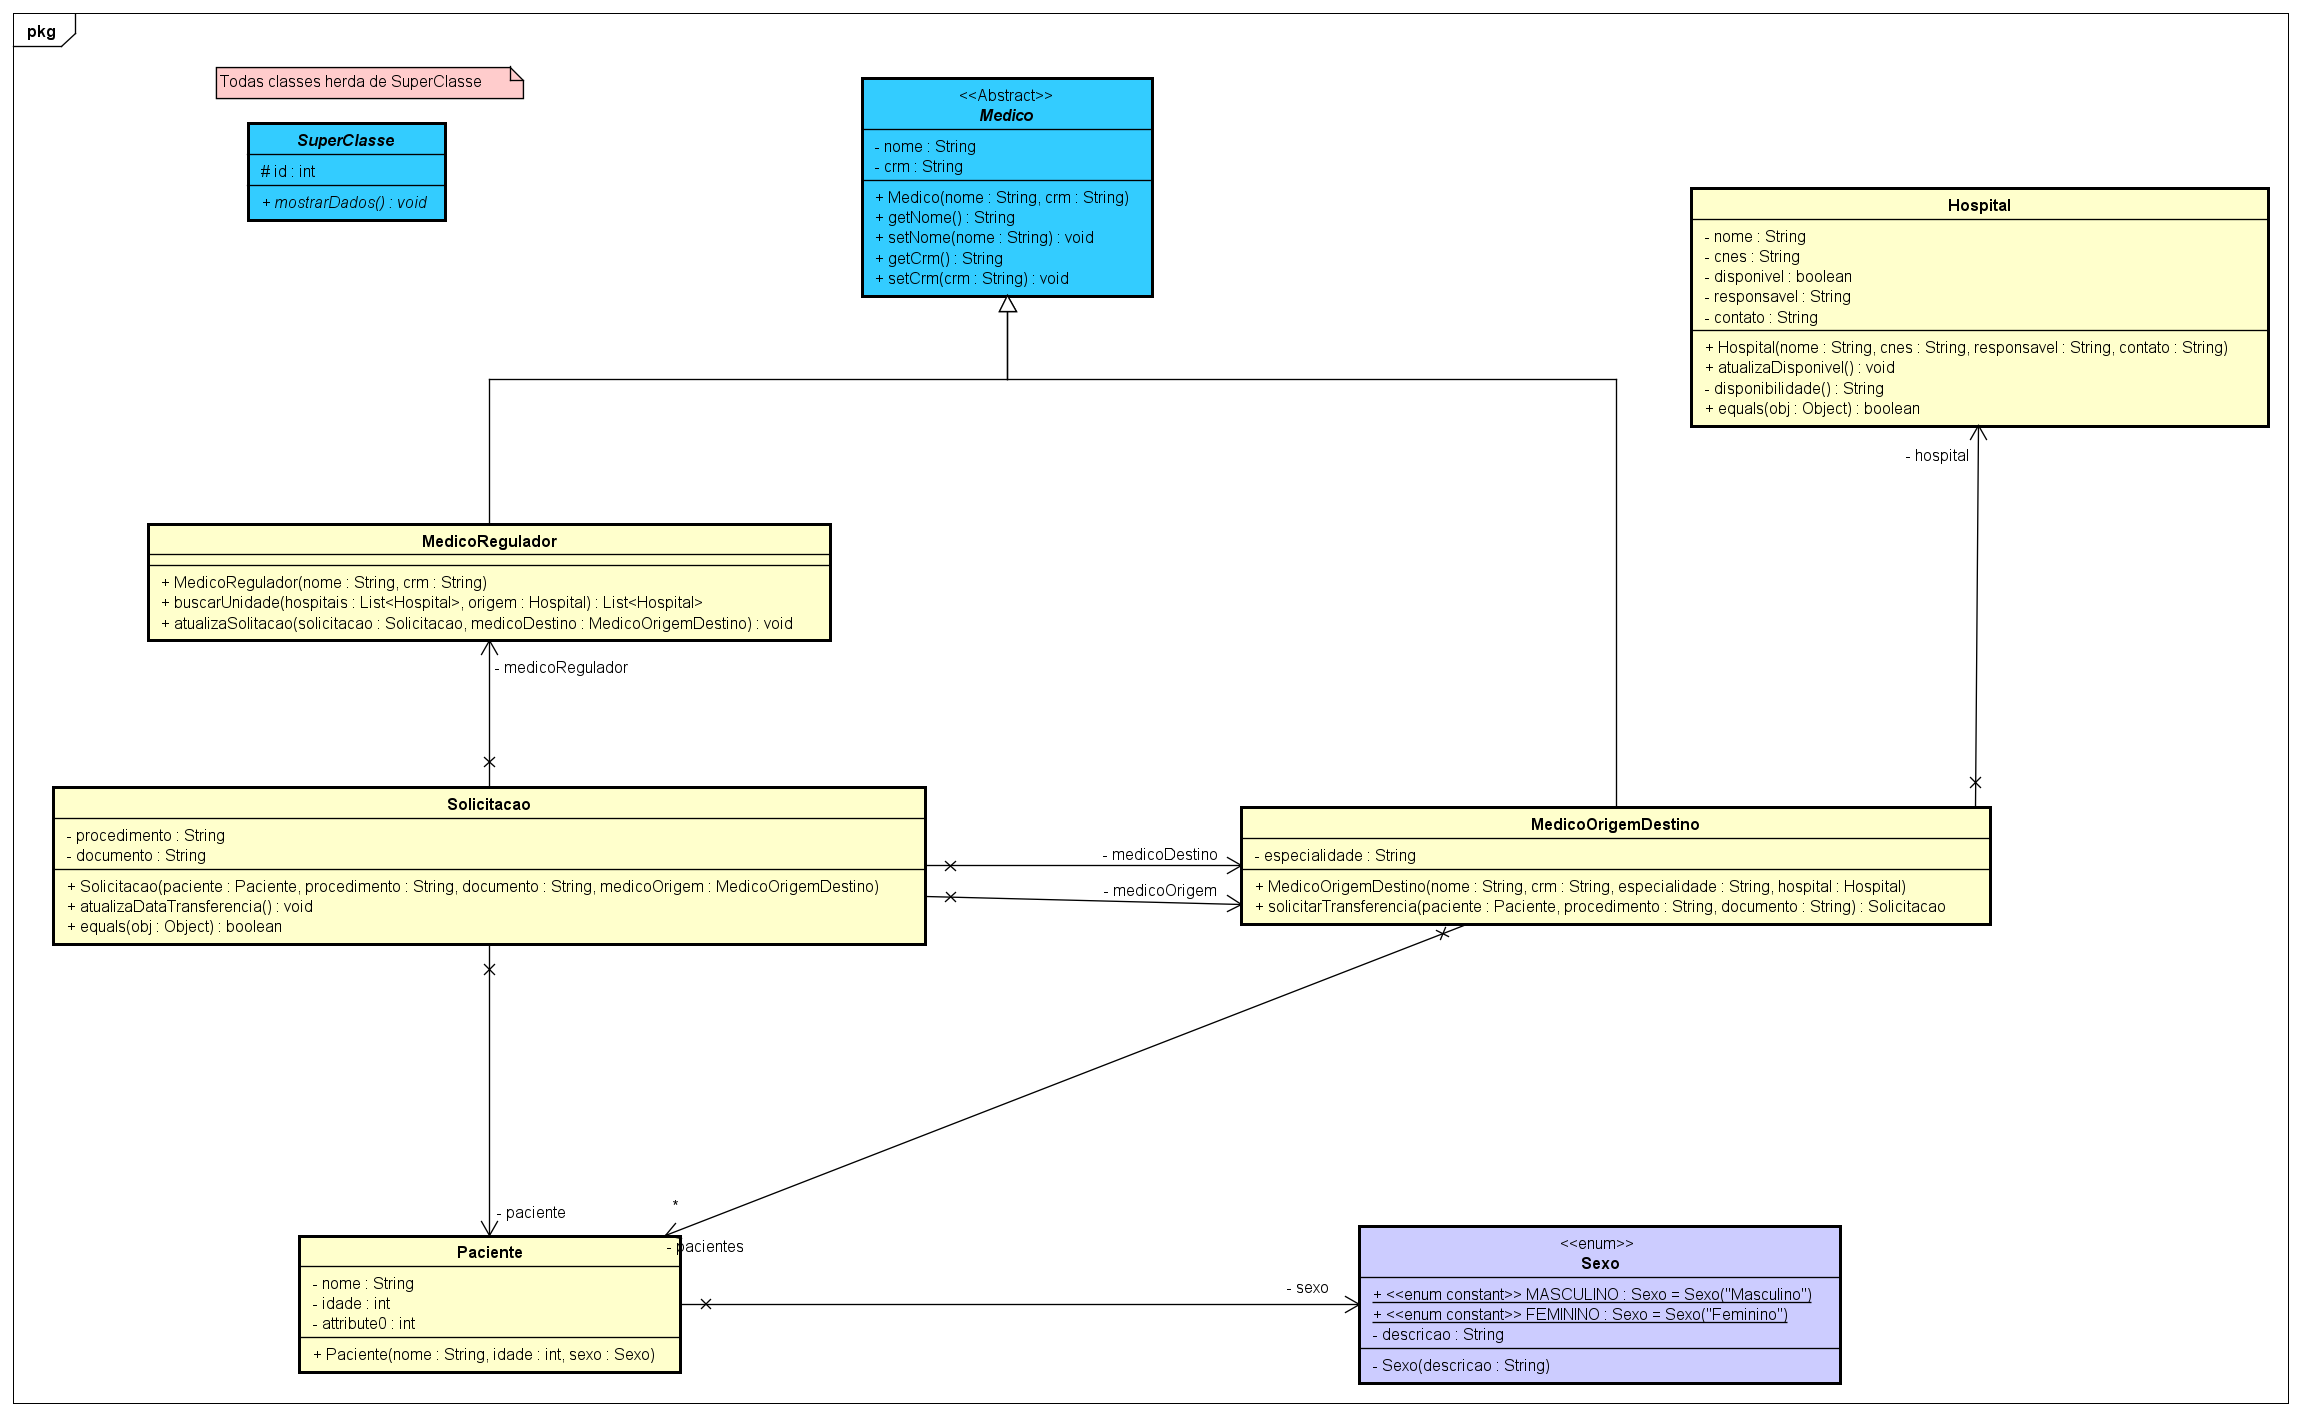 pkg
Todas classes herda de SuperClasse
SuperClasse
# id : int
+ mostrarDados() : void
<<Abstract>>
Medico
- nome : String
- crm : String
+ Medico(nome : String, crm : String)
+ getNome() : String
+ setNome(nome : String) : void
+ getCrm() : String
+ setCrm(crm : String) : void
Hospital
- nome : String
- cnes : String
- disponivel : boolean
- responsavel : String
- contato : String
+ Hospital(nome : String, cnes : String, responsavel : String, contato : String)
+ atualizaDisponivel() : void
- disponibilidade() : String
+ equals(obj : Object) : boolean
- hospital
MedicoRegulador
+ MedicoRegulador(nome : String, crm : String)
+ buscarUnidade(hospitais : List<Hospital>, origem : Hospital) : List<Hospital>
+ atualizaSolitacao(solicitacao : Solicitacao, medicoDestino : MedicoOrigemDestino) : void
- medicoRegulador
Solicitacao
- procedimento : String
- documento : String
+ Solicitacao(paciente : Paciente, procedimento : String, documento : String, medicoOrigem : MedicoOrigemDestino)
+ atualizaDataTransferencia() : void
+ equals(obj : Object) : boolean
- medicoDestino
- medicoOrigem
MedicoOrigemDestino
- especialidade : String
+ MedicoOrigemDestino(nome : String, crm : String, especialidade : String, hospital : Hospital)
+ solicitarTransferencia(paciente : Paciente, procedimento : String, documento : String) : Solicitacao
- paciente
*
- pacientes
Paciente
- nome : String
- idade : int
- attribute0 : int
+ Paciente(nome : String, idade : int, sexo : Sexo)
- sexo
<<enum>>
Sexo
+ <<enum constant>> MASCULINO : Sexo = Sexo("Masculino")
+ <<enum constant>> FEMININO : Sexo = Sexo("Feminino")
- descricao : String
- Sexo(descricao : String)